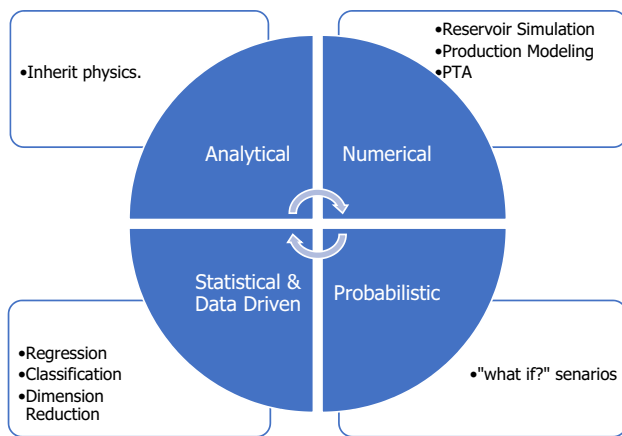 •Inherit physics.
•Reservoir Simulation
•Production Modeling
•PTA
Analytical
Numerical
Statistical &
Data Driven
Probabilistic
•Regression
•Classification
•Dimension
Reduction
•"what if?" senarios